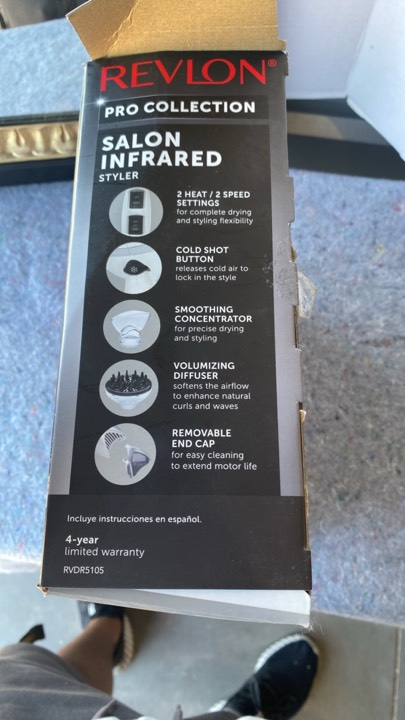 REVLON®
PRO COLLECTION
SALON
INFRARED
STYLER
2 HEAT / 2 SPEED
SETTINGS
for complete drying
and styling flexibility
COLD SHOT
BUTTON
releases cold air to
lock in the style
SMOOTHING
CONCENTRATOR
for precise drying
and styling
VOLUMIZING
DIFFUSER
softens the airflow
to enhance natural
curls and waves
REMOVABLE
END CAP
for easy cleaning
to extend motor life
Incluye instrucciones en español.
4-year
limited warranty
RVDR5105